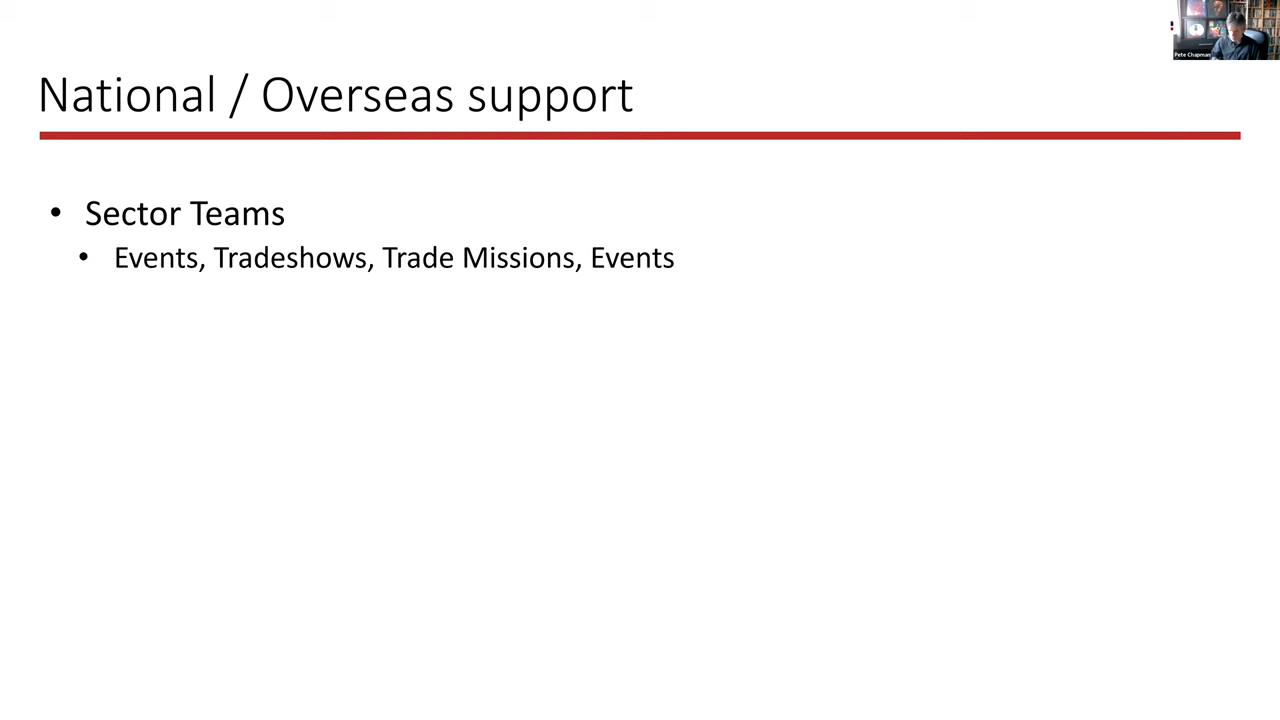 Pete Chapman
National / Overseas support
• Sector Teams
• Events, Tradeshows, Trade Missions, Events